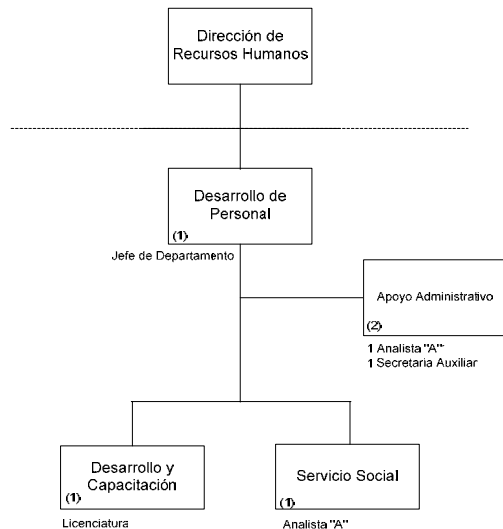 Dirección de
Recursos Humanos
Desarrollo de
Personal
(1)
Jefe de Departamento
Apoyo Administrativo
(2)
1 Analista "A"
1 Secretaria Auxiliar
Desarrollo y
Capacitación
(1)
Licenciatura
Servicio Social
(1)
Analista "A"